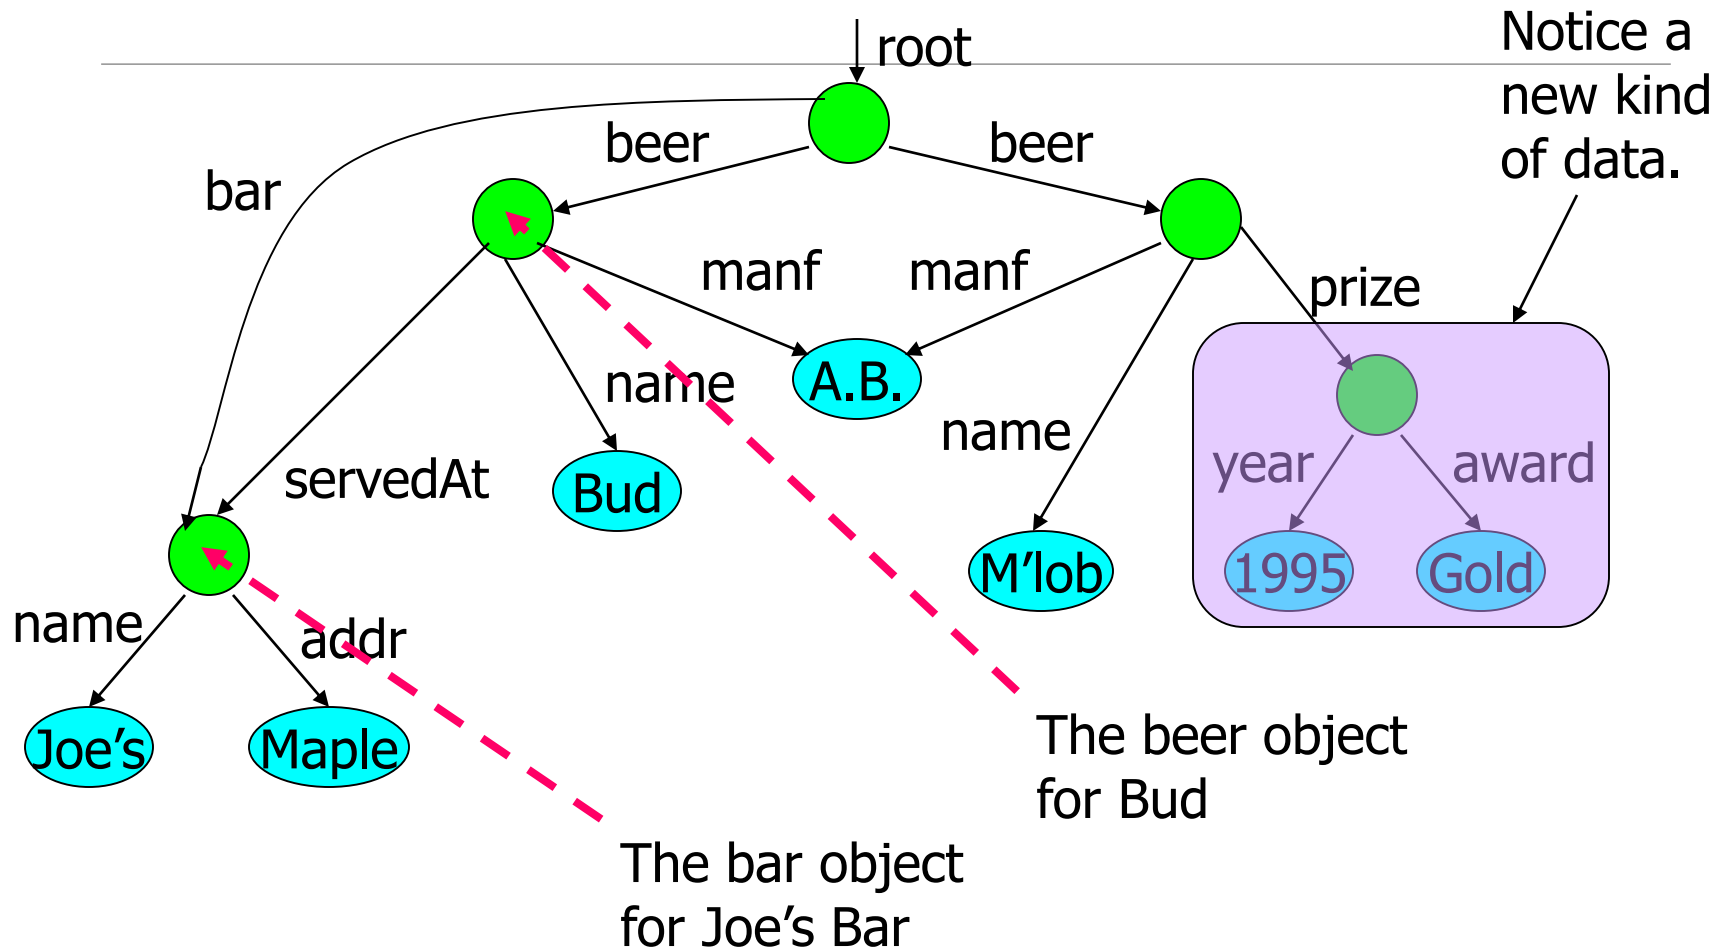 root
Notice a
new kind
of data.
beer
beer
bar
manf
manf
prize
name
A.B.
name
servedAt
year
award
Bud
M’lob
1995
Gold
name
addr
Joe’s
Maple
The beer object
for Bud
The bar object
for Joe’s Bar